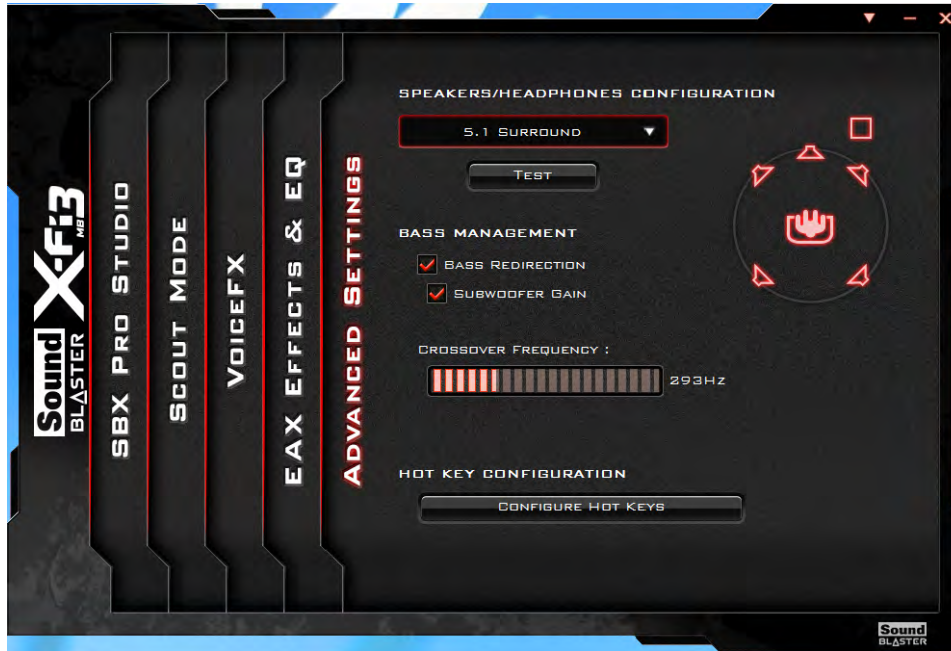 Sound
BLASTER
X-Fi3
MB
SBX Pro Studio
Scout Mode
VoiceFX
EAX Effects & EQ
Advanced Settings
Speakers/Headphones Configuration
5.1 Surround
Test
Bass Management
Bass Redirection
Subwoofer Gain
Crossover Frequency :
293Hz
Hot Key Configuration
Configure Hot Keys
Sound
BLASTER